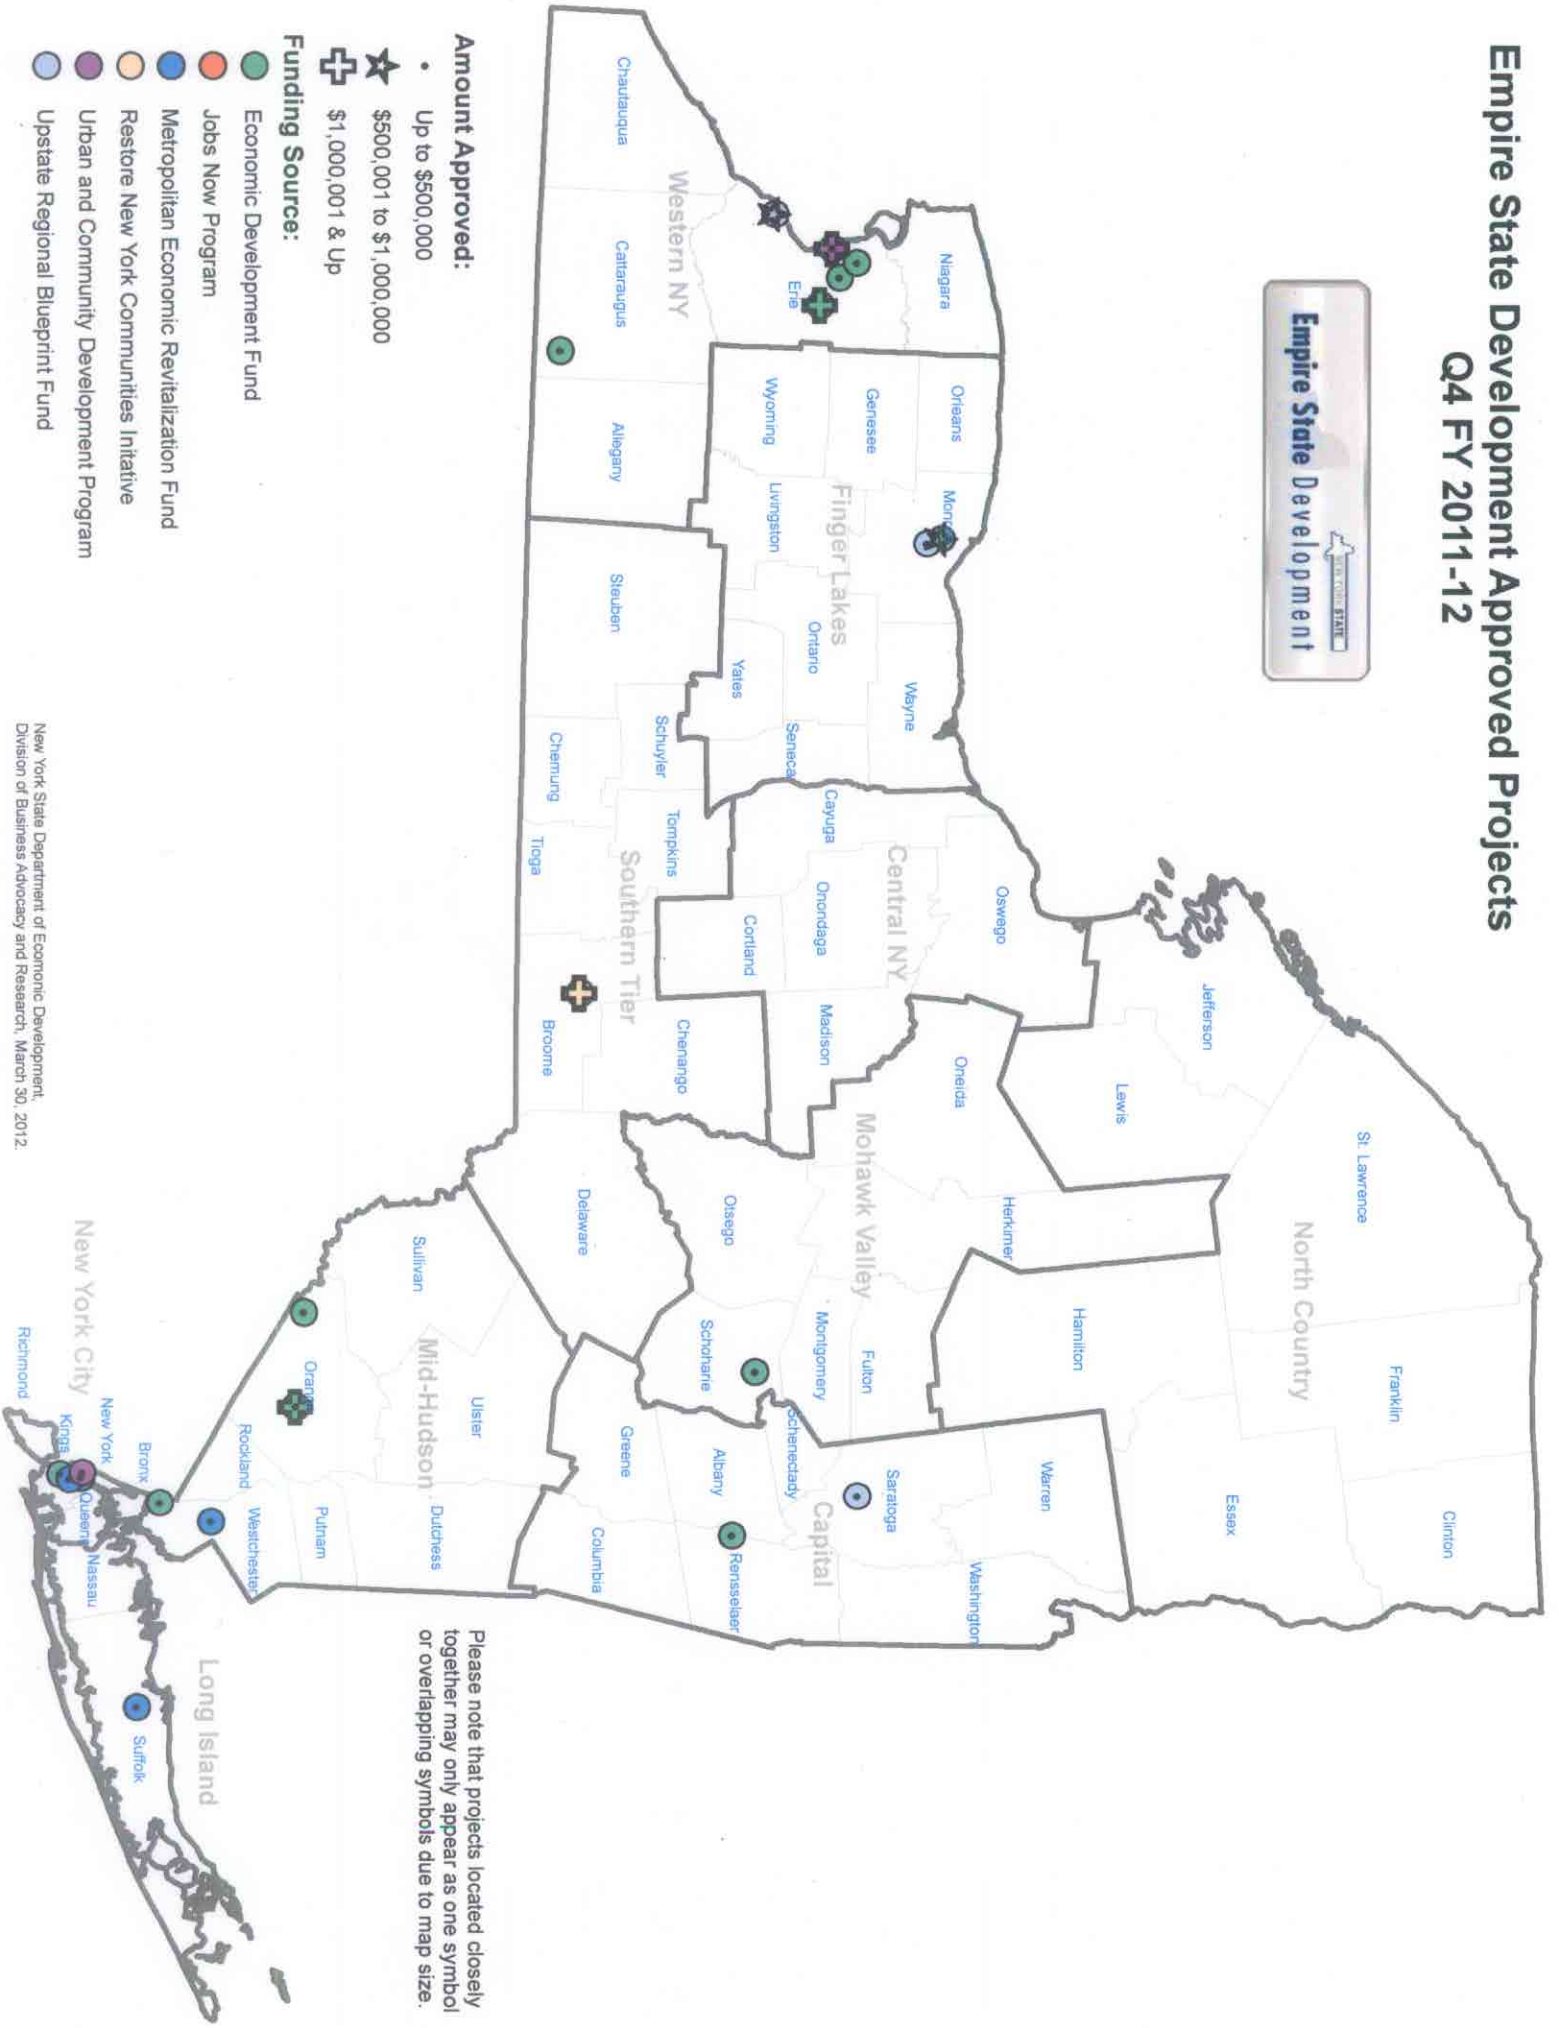 Empire State Development Approved Projects
Q4 FY 2011-12
NEW YORK STATE
Empire State Development
Clinton
Franklin
St. Lawrence
North Country
Essex
Jefferson
Lewis
Hamilton
Warren
Washington
Herkimer
Oswego
Oneida
Niagara
Orleans
Monr
Wayne
Central NY
Saratoga
Fulton
Mohawk Valley
Genesee
Finger Lakes
Cayuga
Onondaga
Madison
Montgomery
Capital
Ontario
Erie
Wyoming
Livingston
Seneca
Schenectady
Yates
Cortland
Otsego
Schoharie
Albany
Rensselaer
Western NY
Chenango
Tompkins
Schuyler
Southern Tier
Chautauqua
Cattaraugus
Allegany
Steuben
Greene
Columbia
Delaware
Chemung
Tioga
Broome
Ulster
Dutchess
Mid-Hudson
Sullivan
Putnam
Orang
Rockland
Westchester
Bronx
New York
Kings
Queens
Nassau
Richmond
New York City
Long Island
Suffolk
Please note that projects located closely
together may only appear as one symbol
or overlapping symbols due to map size.
Amount Approved:
Up to $500,000
$500,001 to $1,000,000
$1,000,001 & Up
Funding Source:
Economic Development Fund
Jobs Now Program
Metropolitan Economic Revitalization Fund
Restore New York Communities Initative
Urban and Community Development Program
Upstate Regional Blueprint Fund
New York State Department of Ecomonic Development,
Division of Business Advocacy and Research, March 30, 2012.